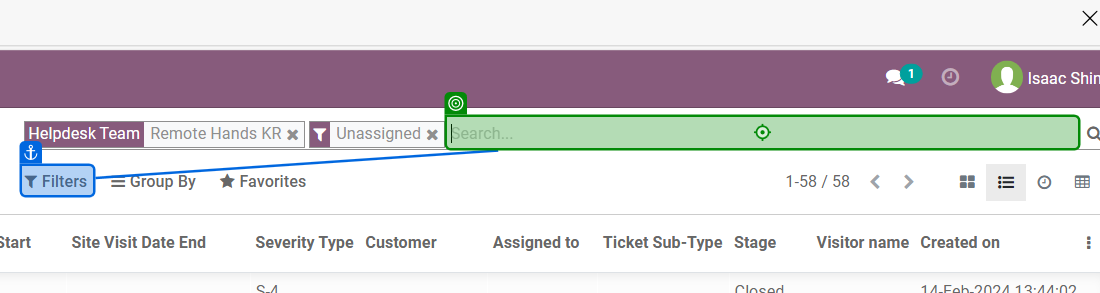 1
Isaac Shin
Helpdesk Team Remote Hands KR Unassigned Search...
Filters Group By Favorites 1-58 / 58
Start Site Visit Date End Severity Type Customer Assigned to Ticket Sub-Type Stage Visitor name Created on
S-4 Closed 14-Feb-2024 13:44:02